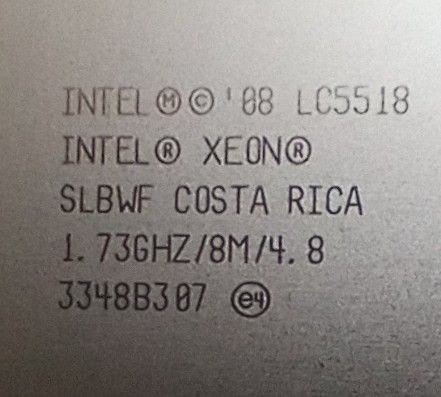 INTEL Ⓜ©'08 LC5518
INTEL® XEON®
SLBWF COSTA RICA
1.73GHZ/8M/4.8
3348B307 e4